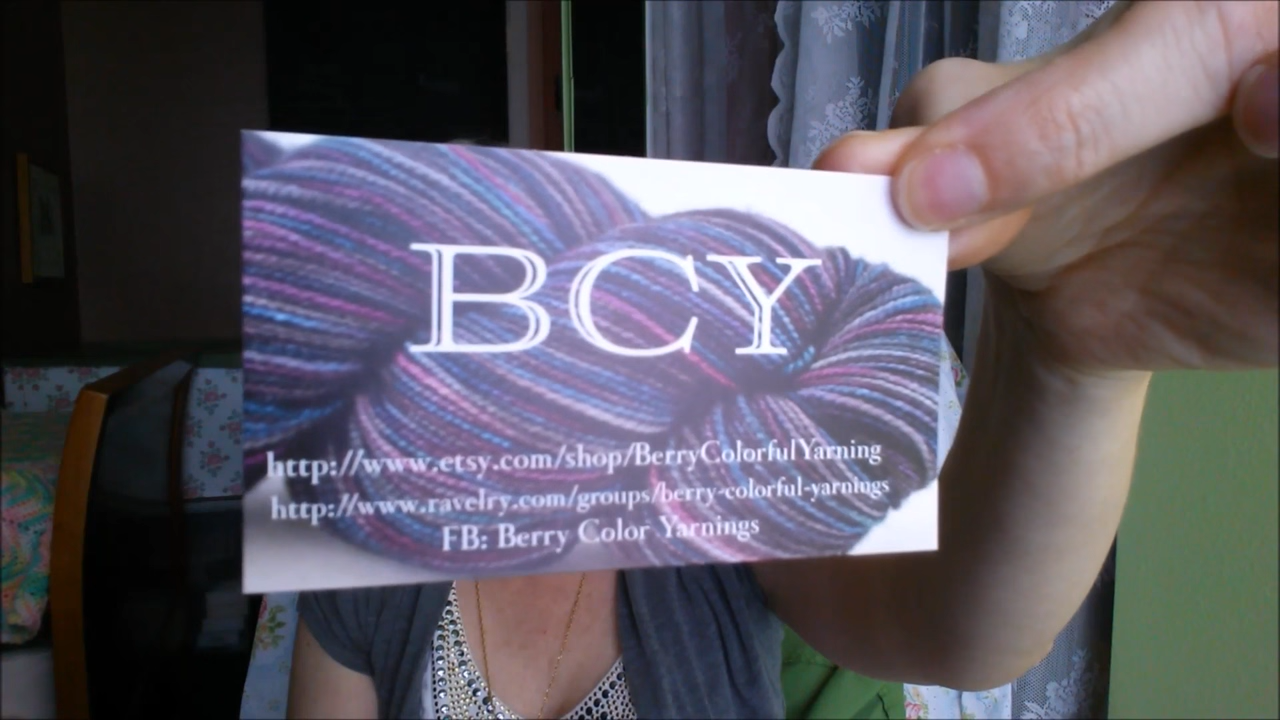 BCY
http://www.etsy.com/shop/BerryColorfulYarning
http://www.ravelry.com/groups/berry-colorful-yarnings
FB: Berry Color Yarnings